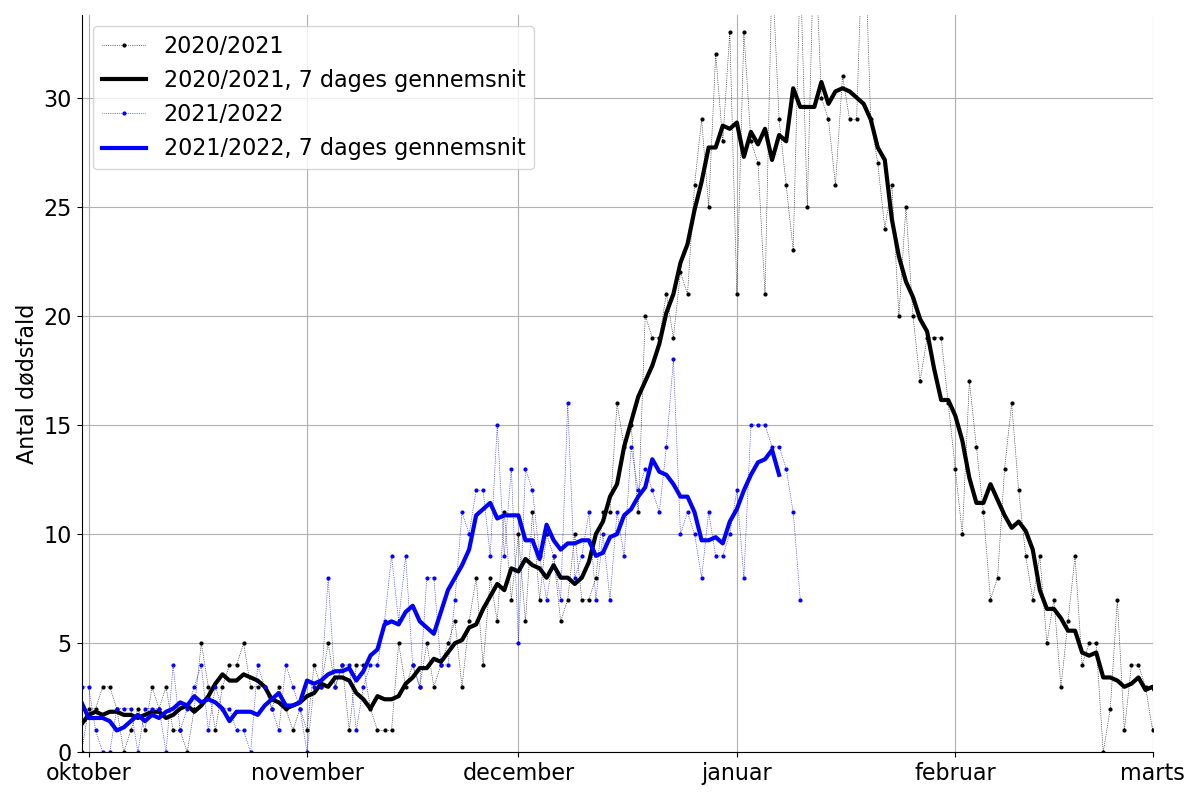 2020/2021
2020/2021, 7 dages gennemsnit
2021/2022
2021/2022, 7 dages gennemsnit
Antal dødsfald
30
25
20
15
10
5
0
oktober november december januar februar marts